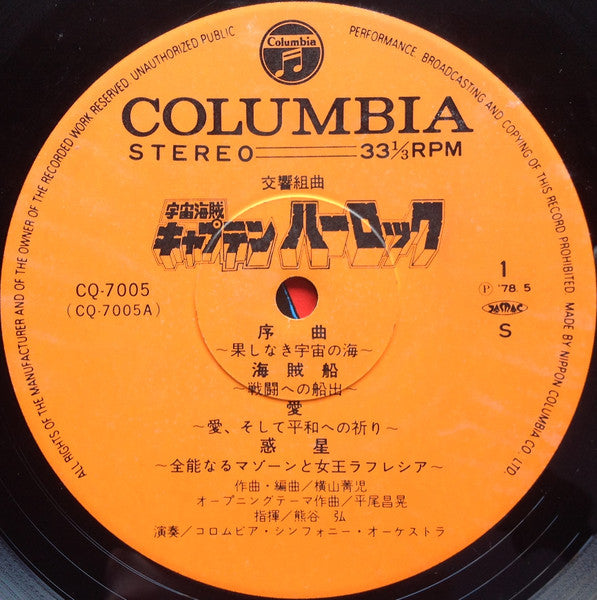 ALL RIGHTS OF THE MANUFACTURER AND OF THE OWNER OF THE RECORDED WORK RESERVED UNAUTHORIZED PUBLIC PERFORMANCE, BROADCASTING AND COPYING OF THIS RECORD PROHIBITED MADE BY NIPPON COLUMBIA CO., LTD.
Columbia
COLUMBIA
STEREO 33⅓RPM
交響組曲
宇宙海賊
キャプテン ハーロック
CQ-7005
(CQ-7005A)
1
Ⓟ '78.5
JASRAC
S
序曲
〜果しなき宇宙の海〜
海賊船
〜戦闘への船出〜
愛
〜愛、そして平和への祈り〜
惑星
〜全能なるマゾーンと女王ラフレシア〜
作曲・編曲/横山菁児
オープニングテーマ作曲/平尾昌晃
指揮/熊谷 弘
演奏/コロムビア・シンフォニー・オーケストラ